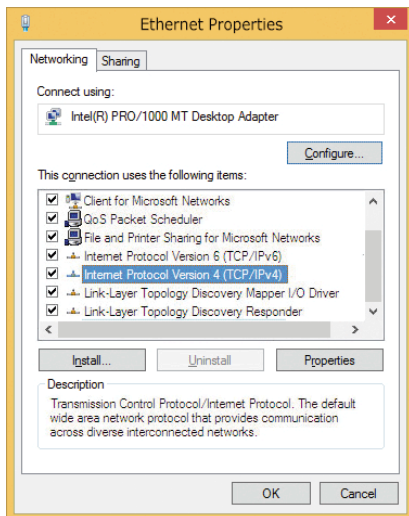 Ethernet Properties
Networking
Sharing
Connect using:
Intel(R) PRO/1000 MT Desktop Adapter
Configure...
This connection uses the following items:
Client for Microsoft Networks
QoS Packet Scheduler
File and Printer Sharing for Microsoft Networks
Internet Protocol Version 6 (TCP/IPv6)
Internet Protocol Version 4 (TCP/IPv4)
Link-Layer Topology Discovery Mapper I/O Driver
Link-Layer Topology Discovery Responder
Install...
Uninstall
Properties
Description
Transmission Control Protocol/Internet Protocol. The default
wide area network protocol that provides communication
across diverse interconnected networks.
OK
Cancel